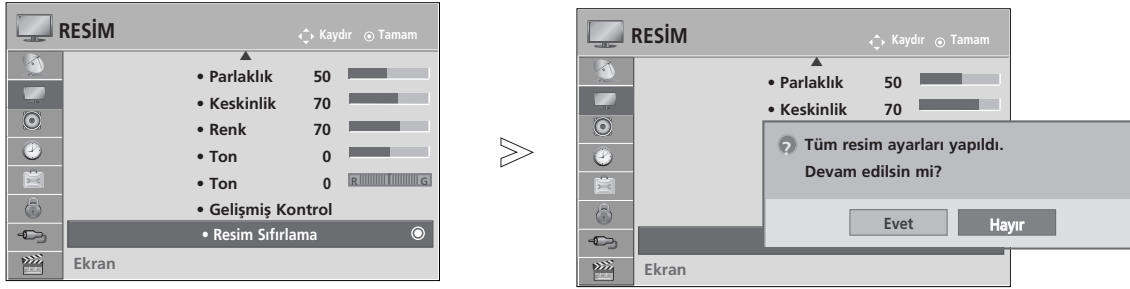 RESİM
Kaydır Tamam
• Parlaklık 50
• Keskinlik 70
• Renk 70
• Ton 0
• Ton 0 R G
• Gelişmiş Kontrol
• Resim Sıfırlama
Ekran
>
RESİM
Kaydır Tamam
• Parlaklık 50
• Keskinlik 70
? Tüm resim ayarları yapıldı.
Devam edilsin mi?
Evet Hayır
Ekran